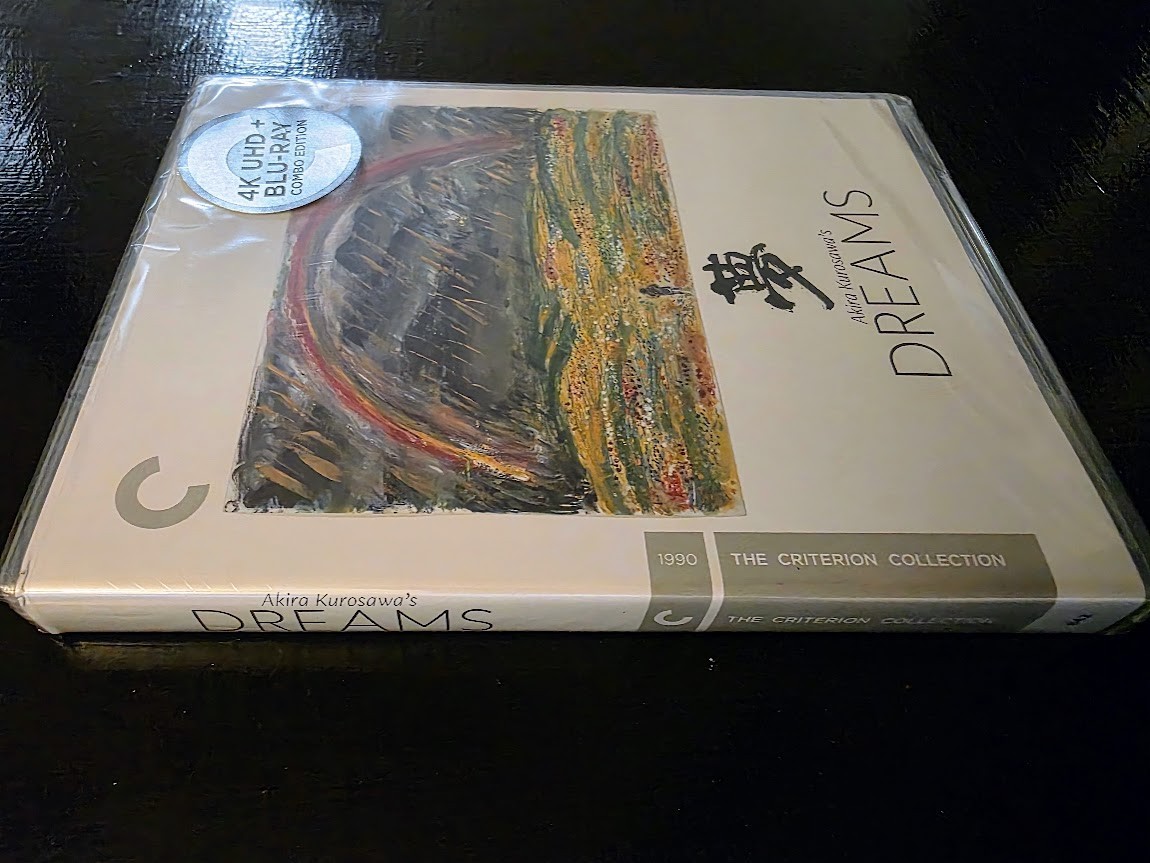 4K UHD +
BLU-RAY
COMBO EDITION
夢
Akira Kurosawa's
DREAMS
1990
THE CRITERION COLLECTION
Akira Kurosawa's
DREAMS
THE CRITERION COLLECTION